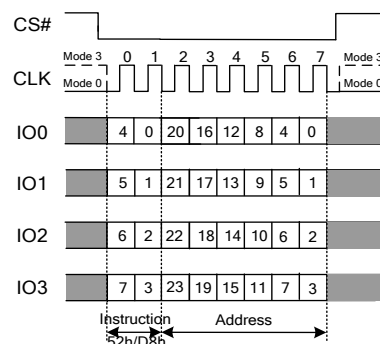 CS#
Mode 3 0 1 2 3 4 5 6 7 Mode 3
CLK
Mode 0 Mode 0
IO0 4 0 20 16 12 8 4 0
IO1 5 1 21 17 13 9 5 1
IO2 6 2 22 18 14 10 6 2
IO3 7 3 23 19 15 11 7 3
Instruction Address
52h/D8h